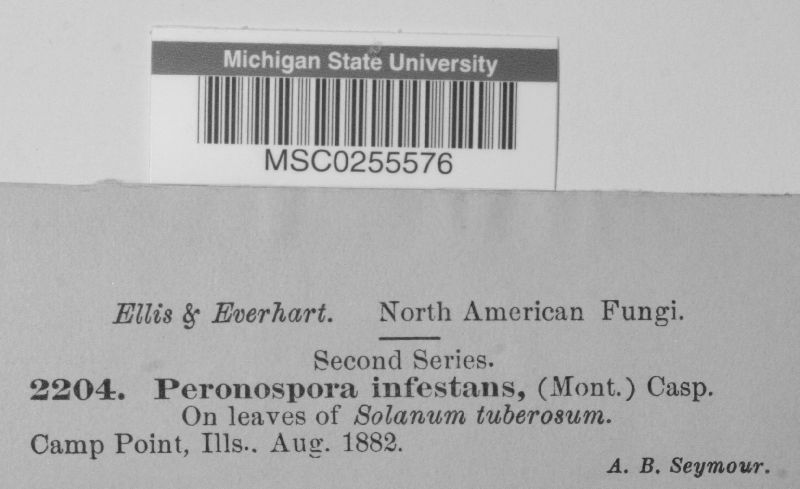 Michigan State University
MSC0255576
Ellis & Everhart. North American Fungi.
Second Series.
2204. Peronospora infestans, (Mont.) Casp.
On leaves of Solanum tuberosum.
Camp Point, Ills.. Aug. 1882.
A. B. Seymour.